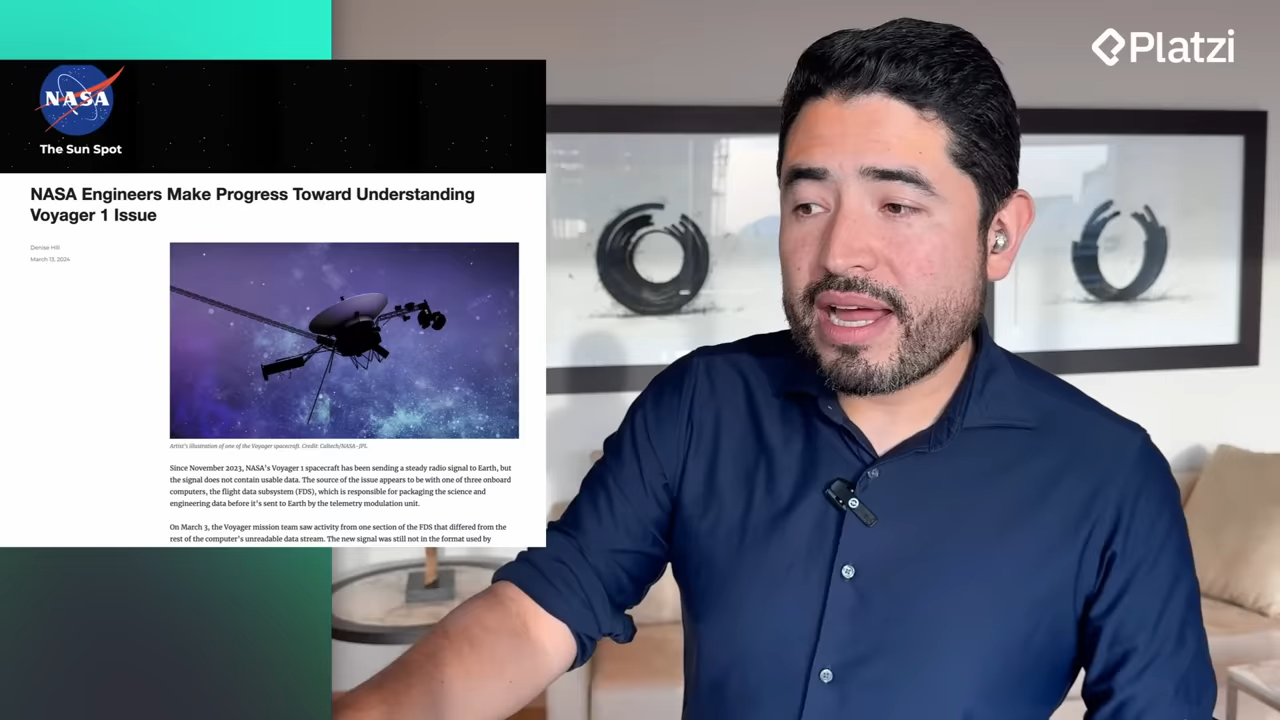 Platzi
NASA
The Sun Spot
NASA Engineers Make Progress Toward Understanding
Voyager 1 Issue
Denise Hill
March 13, 2024
Artist's illustration of one of the Voyager spacecraft. Credit: Caltech/NASA-JPL
Since November 2023, NASA's Voyager 1 spacecraft has been sending a steady radio signal to Earth, but
the signal does not contain usable data. The source of the issue appears to be with one of three onboard
computers, the flight data subsystem (FDS), which is responsible for packaging the science and
engineering data before it's sent to Earth by the telemetry modulation unit.
On March 3, the Voyager mission team saw activity from one section of the FDS that differed from the
rest of the computer's unreadable data stream. The new signal was still not in the format used by